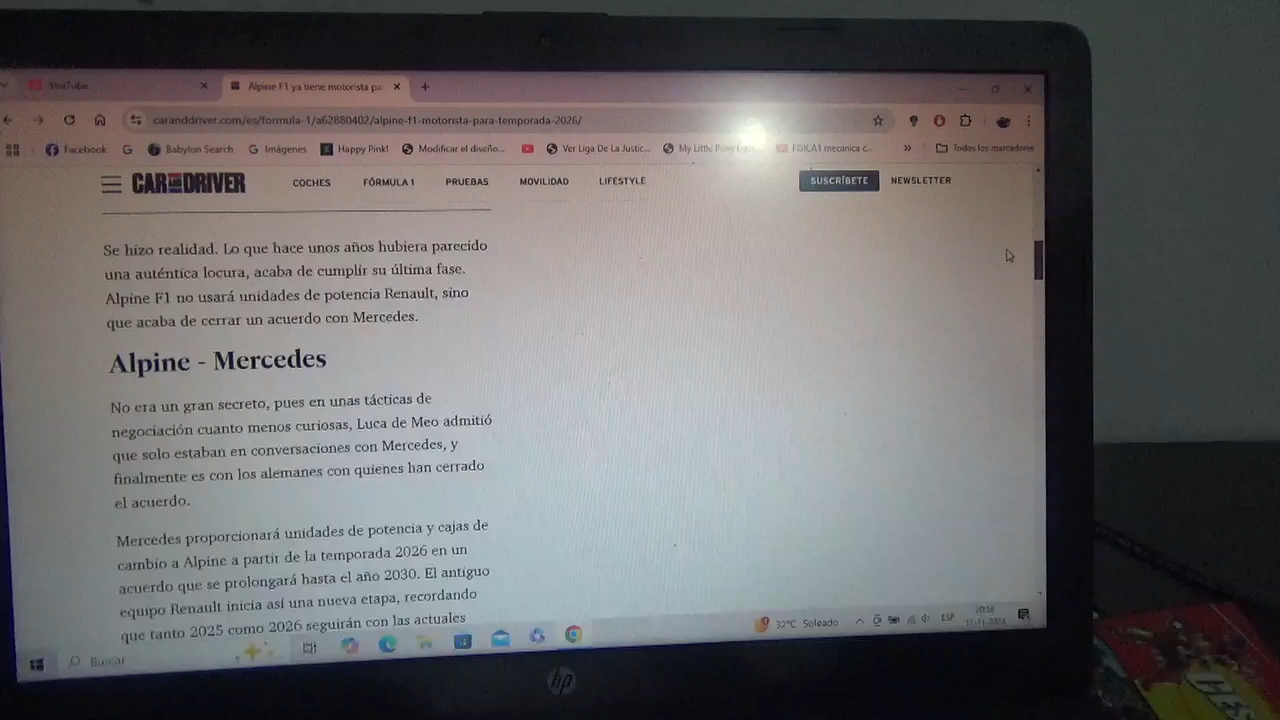 YouTube
Alpine F1 ya tiene motorista pa
caranddriver.com/es/formula-1/a62880402/alpine-f1-motorista-para-temporada-2026/
Facebook G Babylon Search G Imágenes Happy Pink! Modificar el diseño... Ver Liga De La Justic... My Little Pony FISICA1 mecanica c... » Todos los marcadores
CAR AND DRIVER COCHES FÓRMULA 1 PRUEBAS MOVILIDAD LIFESTYLE SUSCRÍBETE NEWSLETTER
Se hizo realidad. Lo que hace unos años hubiera parecido
una auténtica locura, acaba de cumplir su última fase.
Alpine F1 no usará unidades de potencia Renault, sino
que acaba de cerrar un acuerdo con Mercedes.
Alpine - Mercedes
No era un gran secreto, pues en unas tácticas de
negociación cuanto menos curiosas, Luca de Meo admitió
que solo estaban en conversaciones con Mercedes, y
finalmente es con los alemanes con quienes han cerrado
el acuerdo.
Mercedes proporcionará unidades de potencia y cajas de
cambio a Alpine a partir de la temporada 2026 en un
acuerdo que se prolongará hasta el año 2030. El antiguo
equipo Renault inicia así una nueva etapa, recordando
que tanto 2025 como 2026 seguirán con las actuales
Buscar
32°C Soleado
ESP
hp